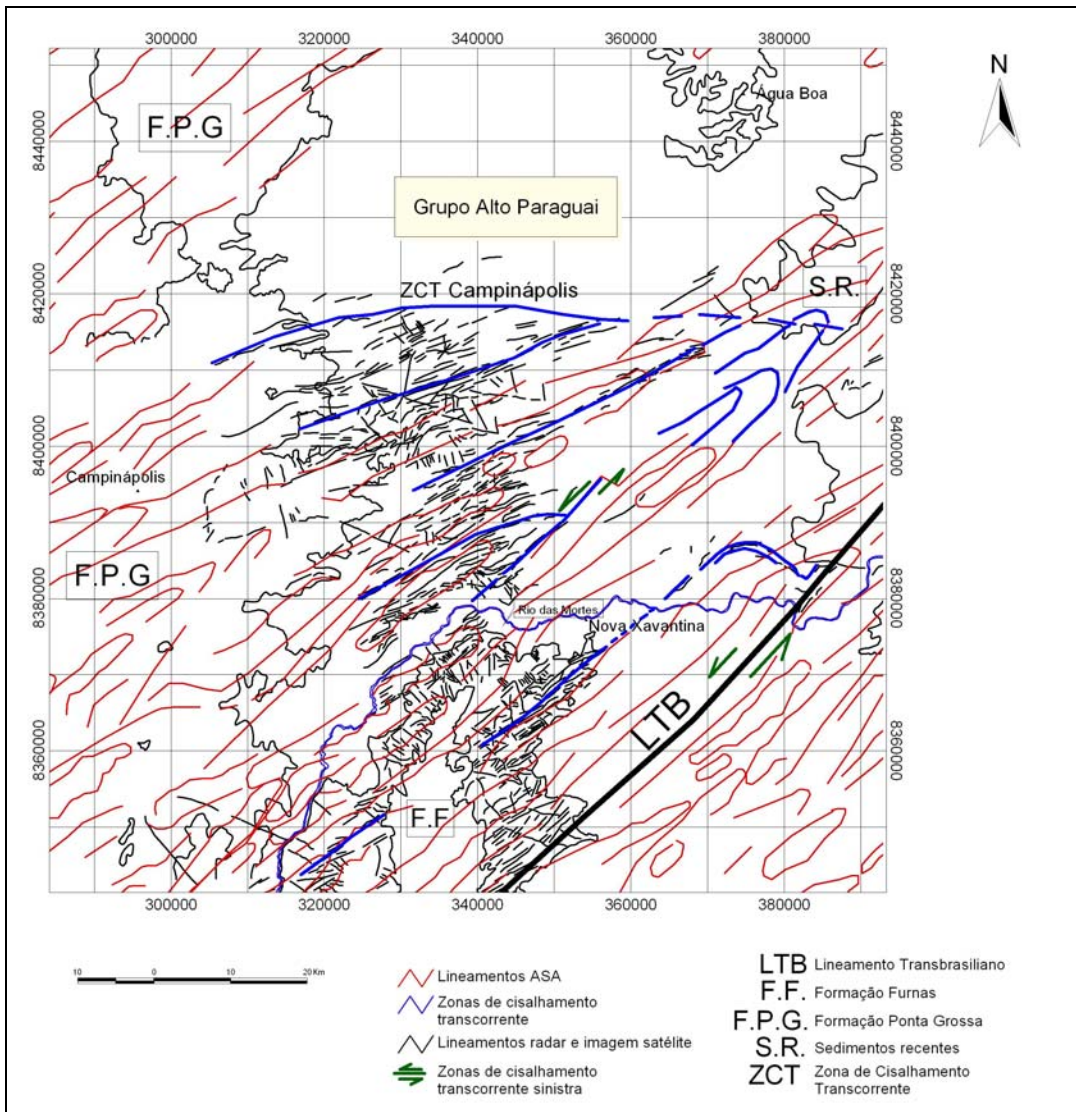 N
300000
320000
340000
360000
380000
Água Boa
F.P.G
8440000
8440000
Grupo Alto Paraguai
S.R.
8420000
8420000
ZCT Campinápolis
8400000
8400000
Campinápolis
F.P.G
8380000
8380000
Rio das Mortes
Nova Xavantina
LTB
8360000
8360000
F.F
300000
320000
340000
360000
380000
10 0 10 20 Km
Lineamentos ASA
Zonas de cisalhamento
transcorrente
Lineamentos radar e imagem satélite
Zonas de cisalhamento
transcorrente sinistra
LTB Lineamento Transbrasiliano
F.F. Formação Furnas
F.P.G. Formação Ponta Grossa
S.R. Sedimentos recentes
ZCT Zona de Cisalhamento
Transcorrente